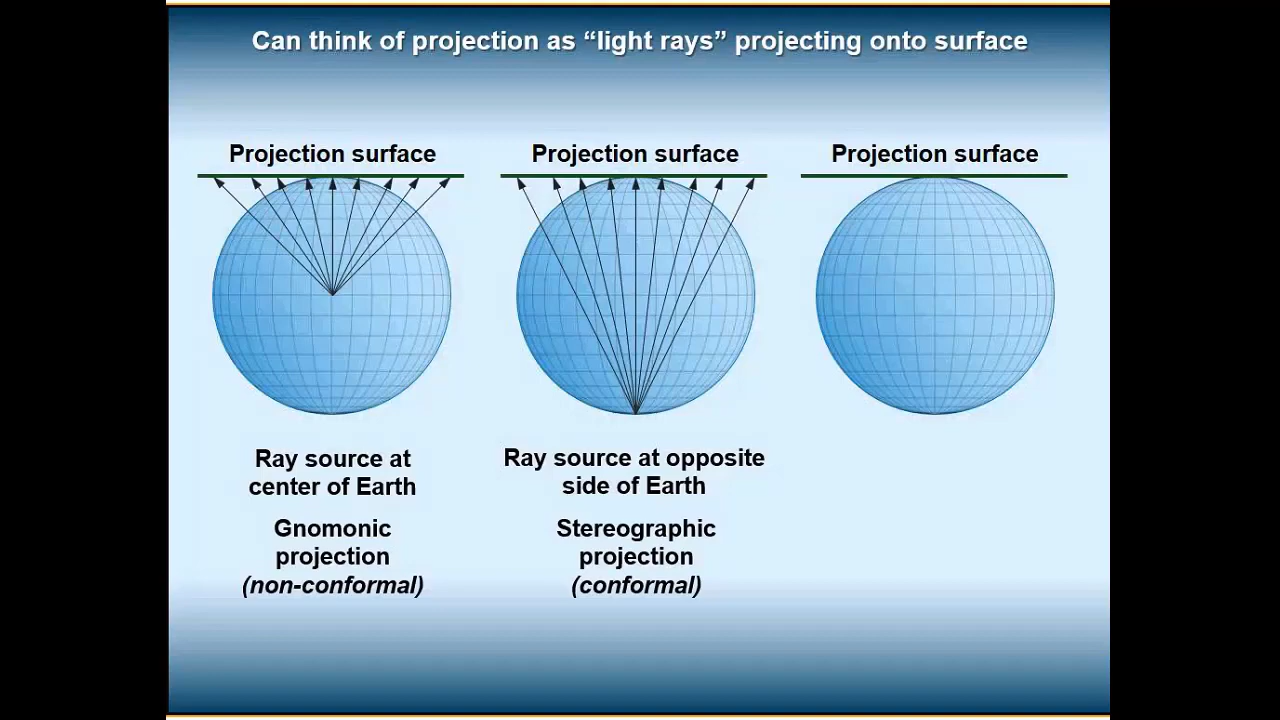 Can think of projection as “light rays” projecting onto surface
Projection surface
Projection surface
Projection surface
Ray source at
center of Earth
Gnomonic
projection
(non-conformal)
Ray source at opposite
side of Earth
Stereographic
projection
(conformal)